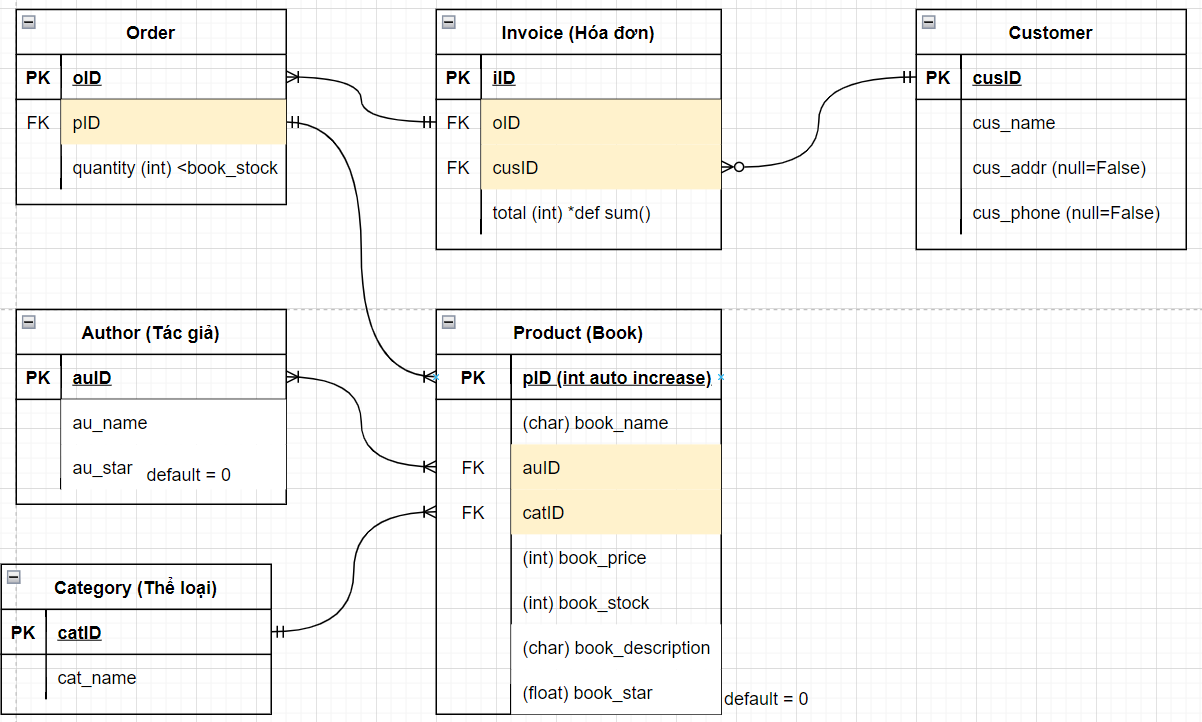 Order
PK oID
FK pID
quantity (int) <book_stock
Invoice (Hóa đơn)
PK iID
FK oID
FK cusID
total (int) *def sum()
Customer
PK cusID
cus_name
cus_addr (null=False)
cus_phone (null=False)
Author (Tác giả)
PK auID
au_name
au_star default = 0
Product (Book)
PK pID (int auto increase)
(char) book_name
FK auID
FK catID
(int) book_price
(int) book_stock
(char) book_description
(float) book_star default = 0
Category (Thể loại)
PK catID
cat_name